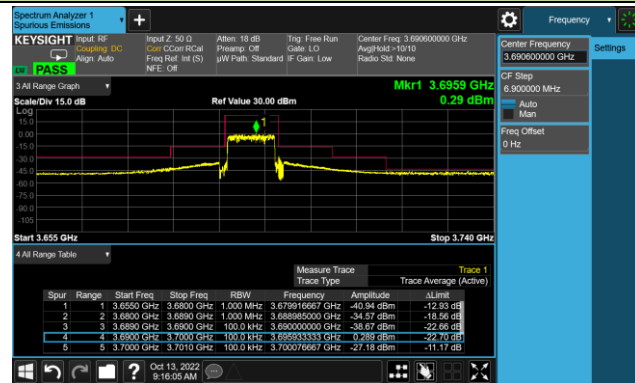 Spectrum Analyzer 1
Spurious Emissions
Frequency
KEYSIGHT Input: RF Input Z: 50 Ω Atten: 18 dB Trig: Free Run Center Freq: 3.690600000 GHz
Coupling: DC Corr CCorr RCal Preamp: Off Gate: LO Avg|Hold:>10/10
Align: Auto Freq Ref: Int (S) µW Path: Standard IF Gain: Low Radio Std: None
NFE: Off
PASS
Center Frequency
3.690600000 GHz
Settings
CF Step
6.900000 MHz
Auto
Man
Freq Offset
0 Hz
3 All Range Graph
Mkr1 3.6959 GHz
Scale/Div 15.0 dB Ref Value 30.00 dBm 0.29 dBm
Log
15.0
0.00
-15.0
-30.0
-45.0
-60.0
-75.0
-90.0
-105
1
Start 3.655 GHz Stop 3.740 GHz
4 All Range Table
Measure Trace Trace 1
Trace Type Trace Average (Active)
Spur Range Start Freq Stop Freq RBW Frequency Amplitude ΔLimit
1 1 3.6550 GHz 3.6800 GHz 1.000 MHz 3.679916667 GHz -40.94 dBm -12.93 dB
2 2 3.6800 GHz 3.6890 GHz 1.000 MHz 3.688985000 GHz -34.57 dBm -18.56 dB
3 3 3.6890 GHz 3.6900 GHz 100.0 kHz 3.690000000 GHz -38.67 dBm -22.66 dB
4 4 3.6900 GHz 3.7000 GHz 100.0 kHz 3.695933333 GHz 0.289 dBm -22.70 dB
5 5 3.7000 GHz 3.7010 GHz 100.0 kHz 3.700076667 GHz -27.18 dBm -11.17 dB
Oct 13, 2022
9:16:05 AM